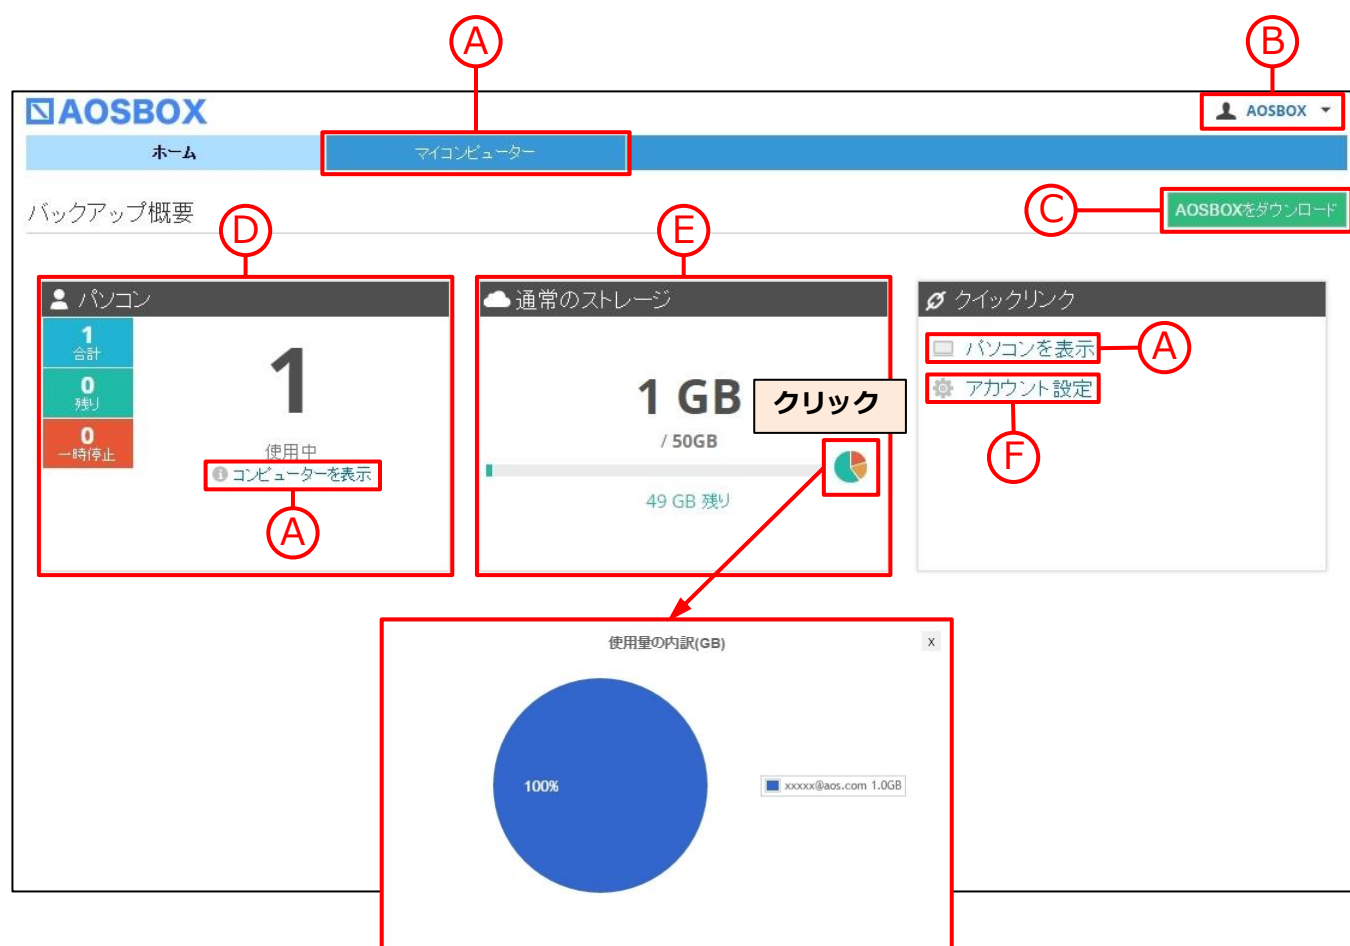 A
B
AOSBOX
AOSBOX
ホーム
マイコンピューター
バックアップ概要
C
AOSBOXをダウンロード
D
E
パソコン
1
合計
0
残り
0
一時停止
1
使用中
コンピューターを表示
A
通常のストレージ
1 GB
/ 50GB
49 GB 残り
クリック
クイックリンク
パソコンを表示
A
アカウント設定
F
使用量の内訳(GB)
x
100%
xxxxx@aos.com 1.0GB